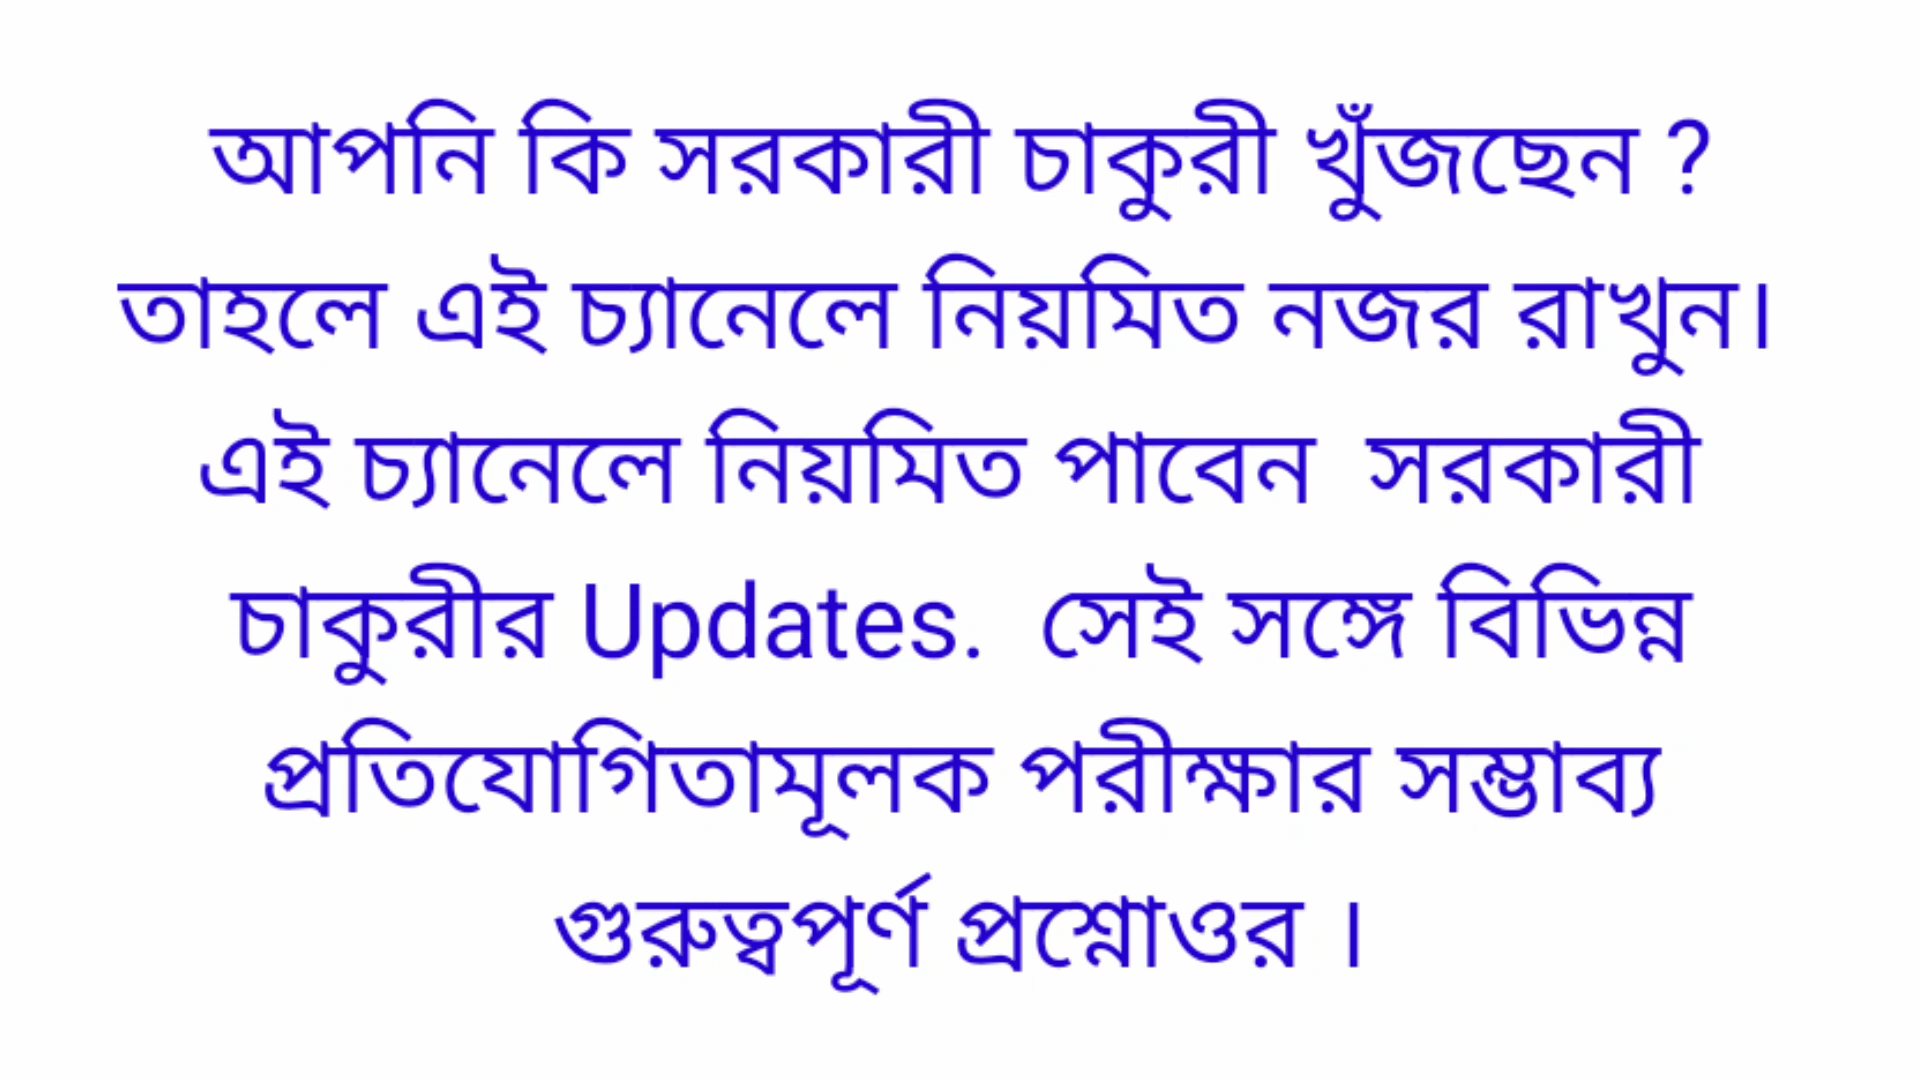 আপনি কি সরকারী চাকুরী খুঁজছেন ?
তাহলে এই চ্যানেলে নিয়মিত নজর রাখুন।
এই চ্যানেলে নিয়মিত পাবেন সরকারী
চাকুরীর Updates. সেই সঙ্গে বিভিন্ন
প্রতিযোগিতামূলক পরীক্ষার সম্ভাব্য
গুরুত্বপূর্ণ প্রশ্নোওর ।